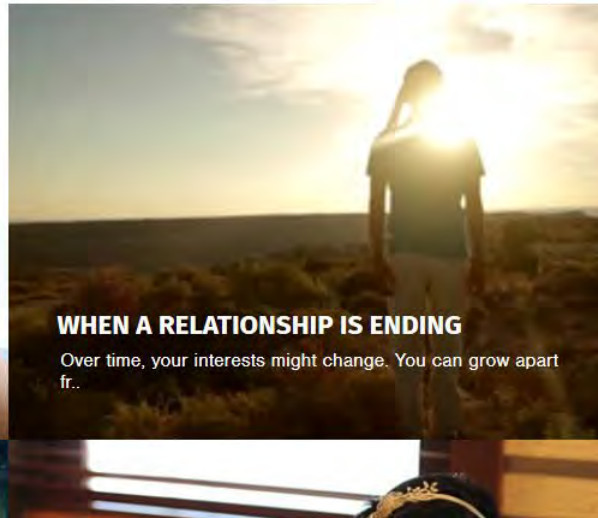 WHEN A RELATIONSHIP IS ENDING
Over time, your interests might change. You can grow apart
fr..